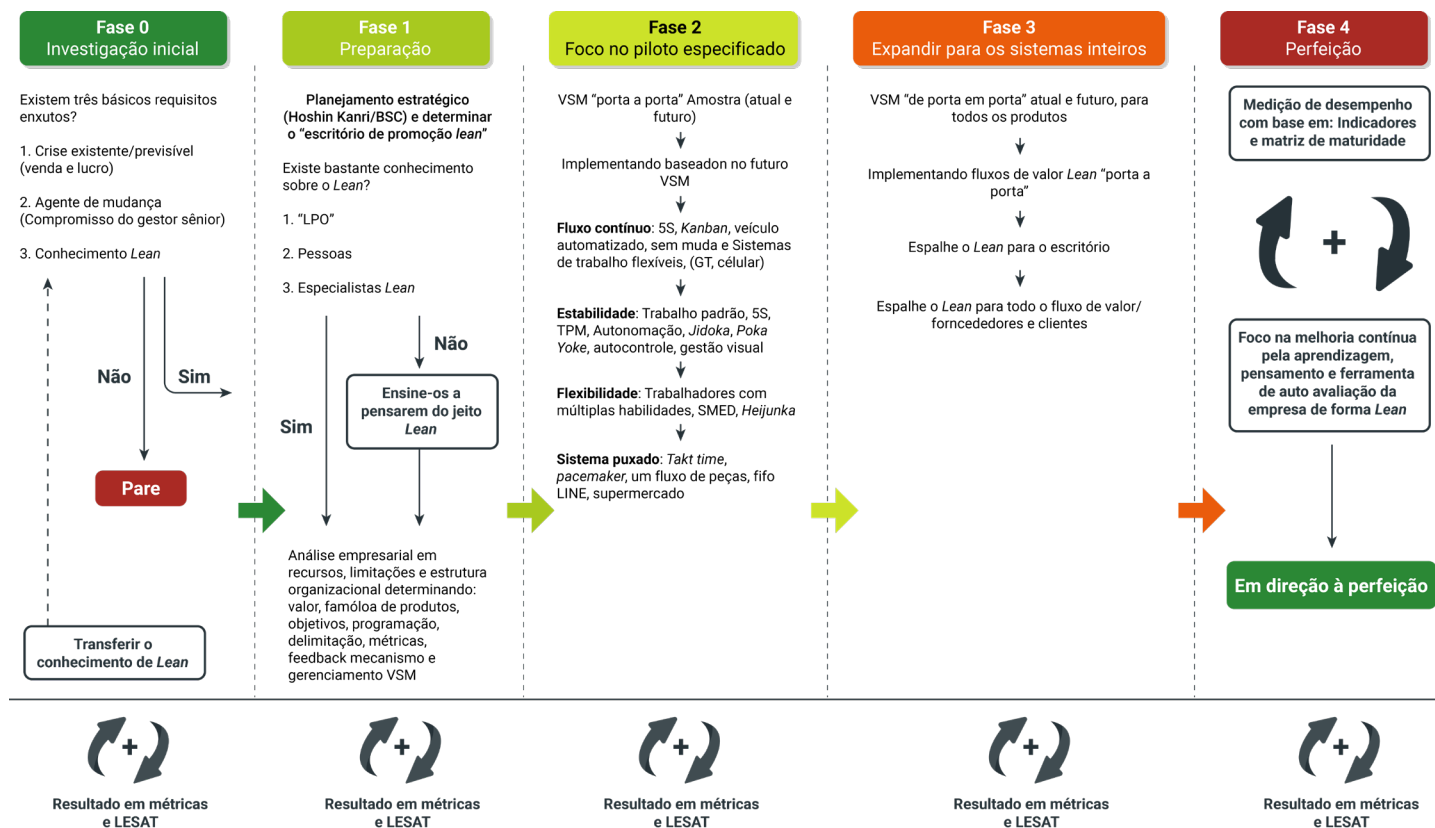 Fase 0
Investigação inicial
Existem três básicos requisitos
enxutos?
1. Crise existente/previsível
(venda e lucro)
2. Agente de mudança
(Compromisso do gestor sênior)
3. Conhecimento Lean
Não
Sim
Pare
Transferir o
conhecimento de Lean
Fase 1
Preparação
Planejamento estratégico
(Hoshin Kanri/BSC) e determinar
o “escritório de promoção lean”
Existe bastante conhecimento
sobre o Lean?
1. “LPO”
2. Pessoas
3. Especialistas Lean
Não
Ensine-os a
pensarem do jeito
Lean
Sim
Análise empresarial em
recursos, limitações e estrutura
organizacional determinando:
valor, famóloa de produtos,
objetivos, programação,
delimitação, métricas,
feedback mecanismo e
gerenciamento VSM
Fase 2
Foco no piloto especificado
VSM “porta a porta” Amostra (atual e
futuro)
Implementando baseadon no futuro
VSM
Fluxo contínuo: 5S, Kanban, veículo
automatizado, sem muda e Sistemas
de trabalho flexíveis, (GT, célular)
Estabilidade: Trabalho padrão, 5S,
TPM, Autonomação, Jidoka, Poka
Yoke, autocontrole, gestão visual
Flexibilidade: Trabalhadores com
múltiplas habilidades, SMED, Heijunka
Sistema puxado: Takt time,
pacemaker, um fluxo de peças, fifo
LINE, supermercado
Fase 3
Expandir para os sistemas inteiros
VSM “de porta em porta” atual e futuro, para
todos os produtos
Implementando fluxos de valor Lean “porta a
porta”
Espalhe o Lean para o escritório
Espalhe o Lean para todo o fluxo de valor/
forncededores e clientes
Fase 4
Perfeição
Medição de desempenho
com base em: Indicadores
e matriz de maturidade
+
Foco na melhoria contínua
pela aprendizagem,
pensamento e ferramenta
de auto avaliação da
empresa de forma Lean
Em direção à perfeição
+
Resultado em métricas
e LESAT
+
Resultado em métricas
e LESAT
+
Resultado em métricas
e LESAT
+
Resultado em métricas
e LESAT
+
Resultado em métricas
e LESAT